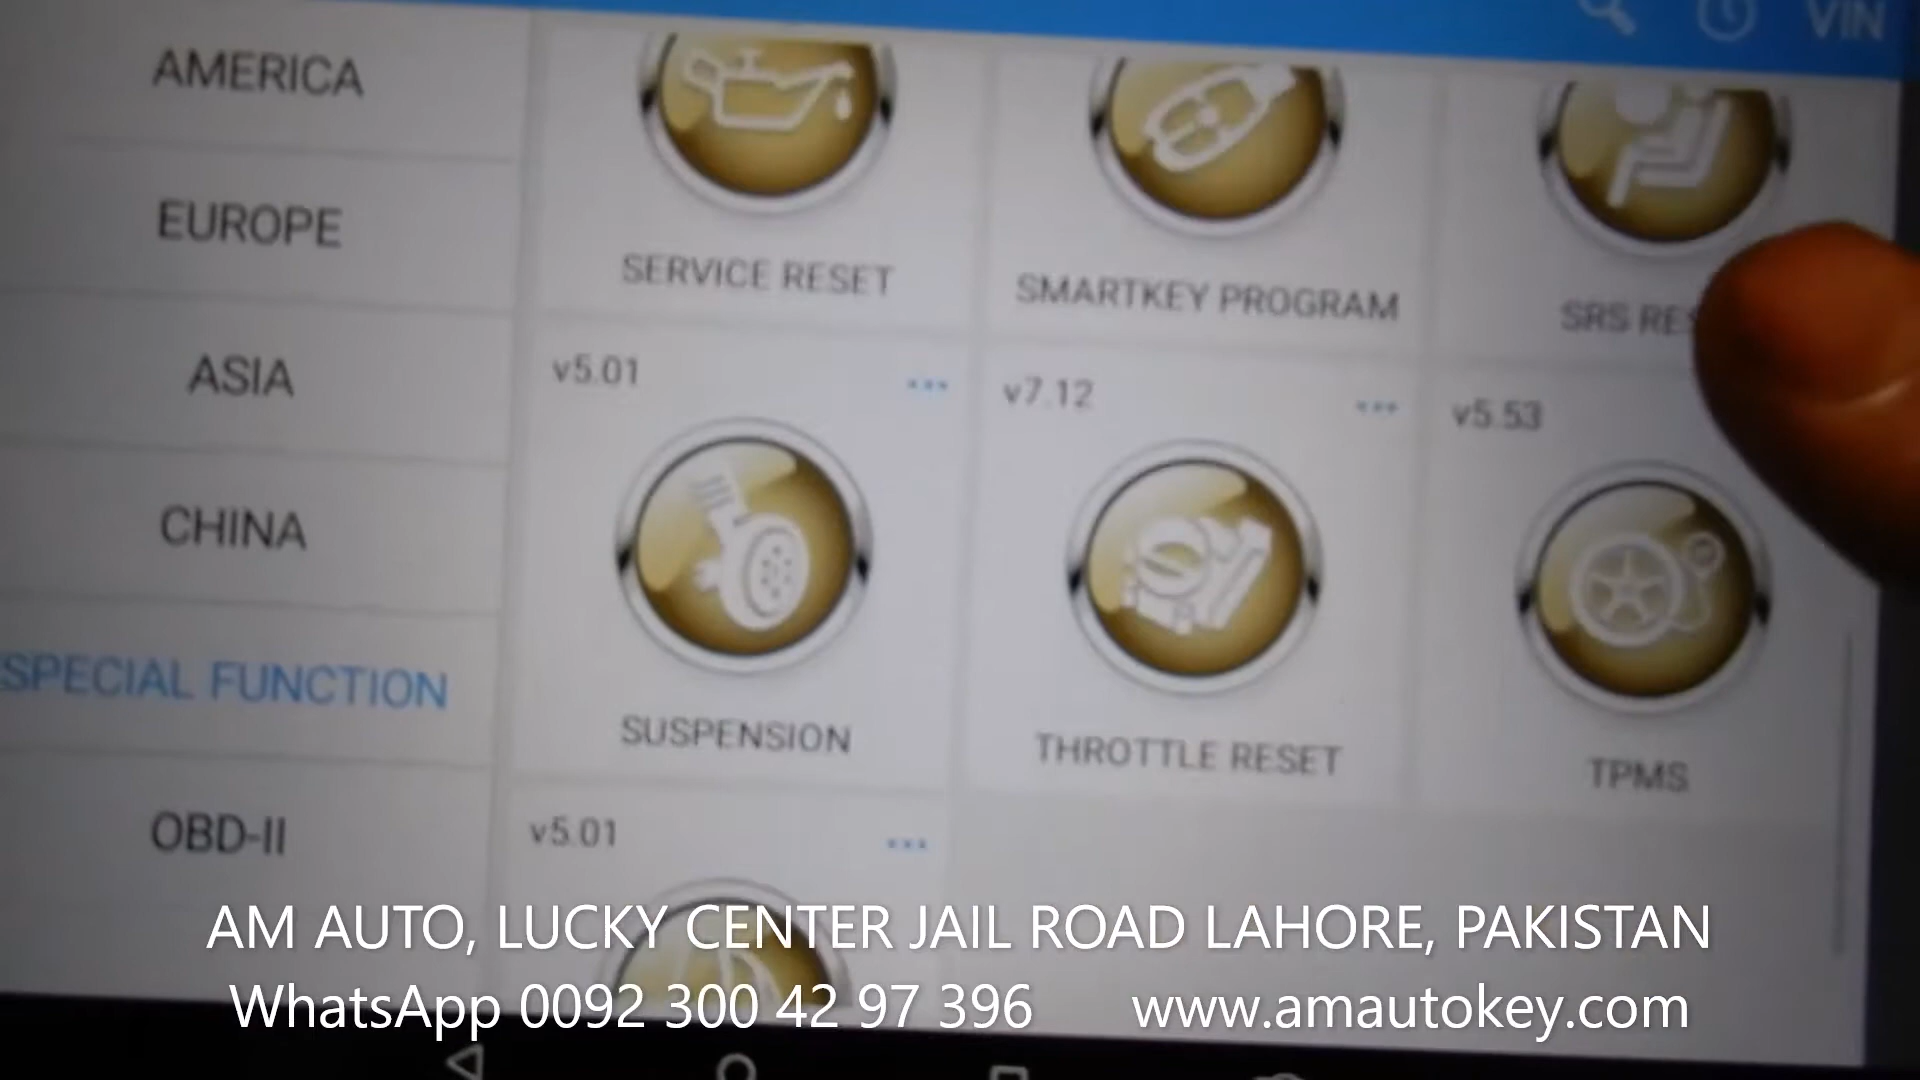 VIN
AMERICA
EUROPE
ASIA
CHINA
SPECIAL FUNCTION
OBD-II
SERVICE RESET
SMARTKEY PROGRAM
SRS RES
v5.01
v7.12
v5.53
SUSPENSION
THROTTLE RESET
TPMS
v5.01
AM AUTO, LUCKY CENTER JAIL ROAD LAHORE, PAKISTAN
WhatsApp 0092 300 42 97 396 www.amautokey.com